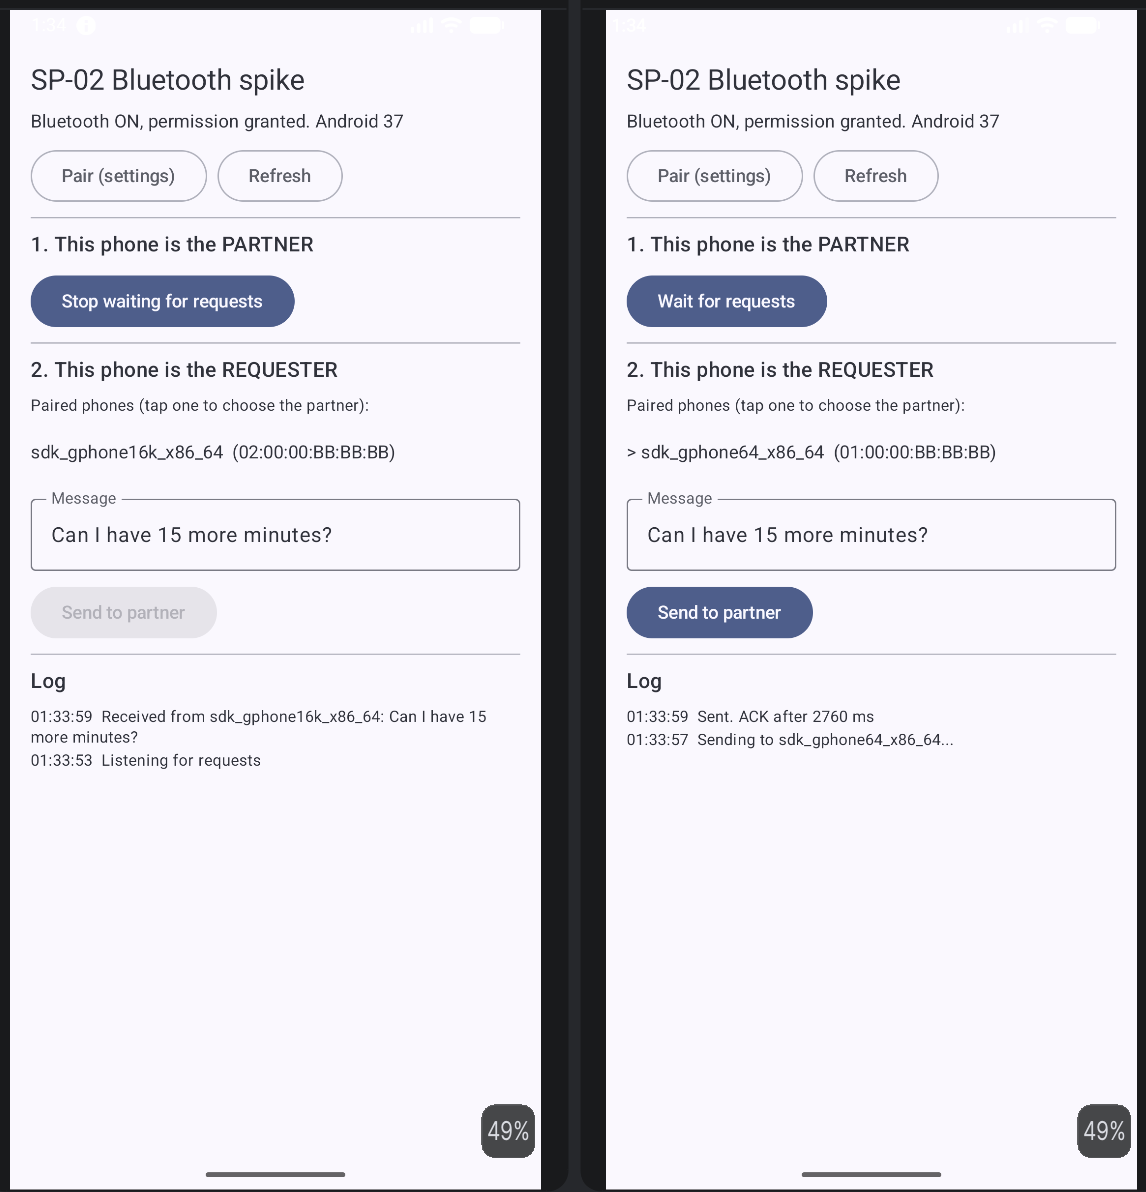 1:34
SP-02 Bluetooth spike
Bluetooth ON, permission granted. Android 37
Pair (settings)
Refresh
1. This phone is the PARTNER
Stop waiting for requests
2. This phone is the REQUESTER
Paired phones (tap one to choose the partner):
sdk_gphone16k_x86_64 (02:00:00:BB:BB:BB)
Message
Can I have 15 more minutes?
Send to partner
Log
01:33:59 Received from sdk_gphone16k_x86_64: Can I have 15
more minutes?
01:33:53 Listening for requests
49%
1:34
SP-02 Bluetooth spike
Bluetooth ON, permission granted. Android 37
Pair (settings)
Refresh
1. This phone is the PARTNER
Wait for requests
2. This phone is the REQUESTER
Paired phones (tap one to choose the partner):
> sdk_gphone64_x86_64 (01:00:00:BB:BB:BB)
Message
Can I have 15 more minutes?
Send to partner
Log
01:33:59 Sent. ACK after 2760 ms
01:33:57 Sending to sdk_gphone64_x86_64...
49%